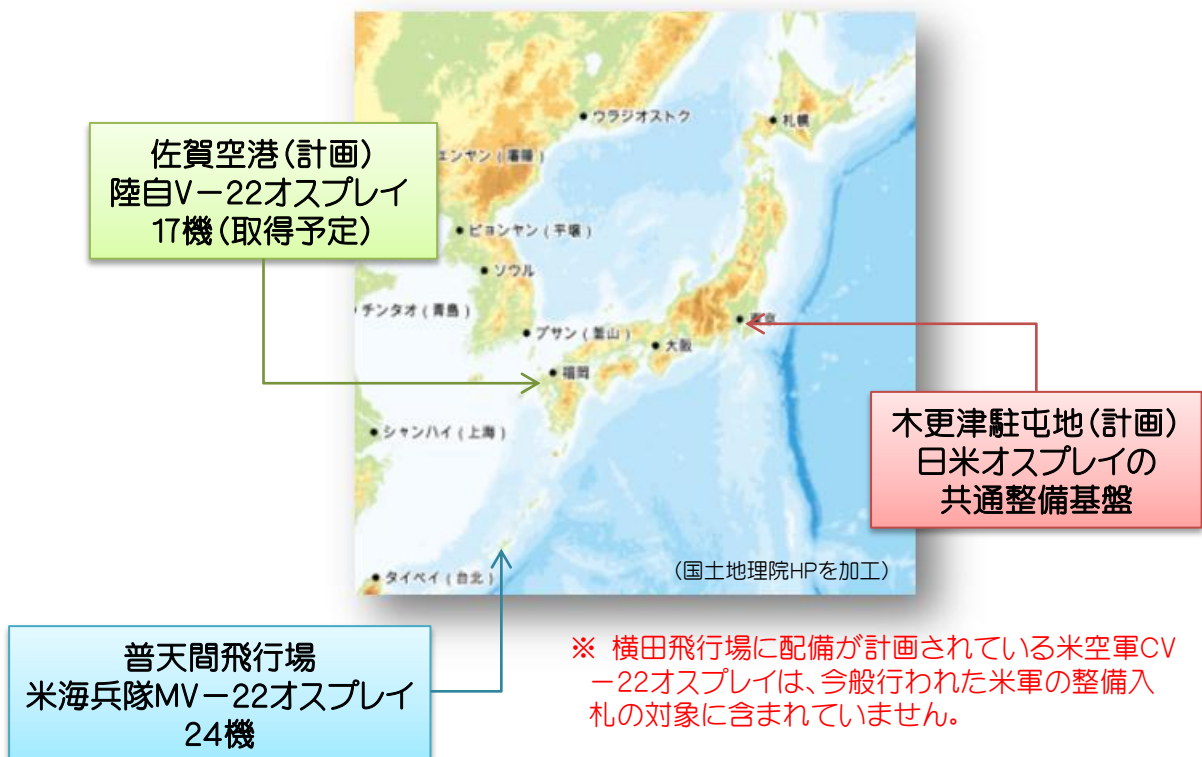 佐賀空港(計画)
陸自V-22オスプレイ
17機(取得予定)
ウラジオストク
札幌
エンヤン(瀋陽)
ピョンヤン(平壌)
ソウル
チンタオ(青島)
プサン(釜山)
東京
大阪
福岡
シャンハイ(上海)
タイペイ(台北)
木更津駐屯地(計画)
日米オスプレイの
共通整備基盤
(国土地理院HPを加工)
普天間飛行場
米海兵隊MV-22オスプレイ
24機
※ 横田飛行場に配備が計画されている米空軍CV
-22オスプレイは、今般行われた米軍の整備入
札の対象に含まれていません。